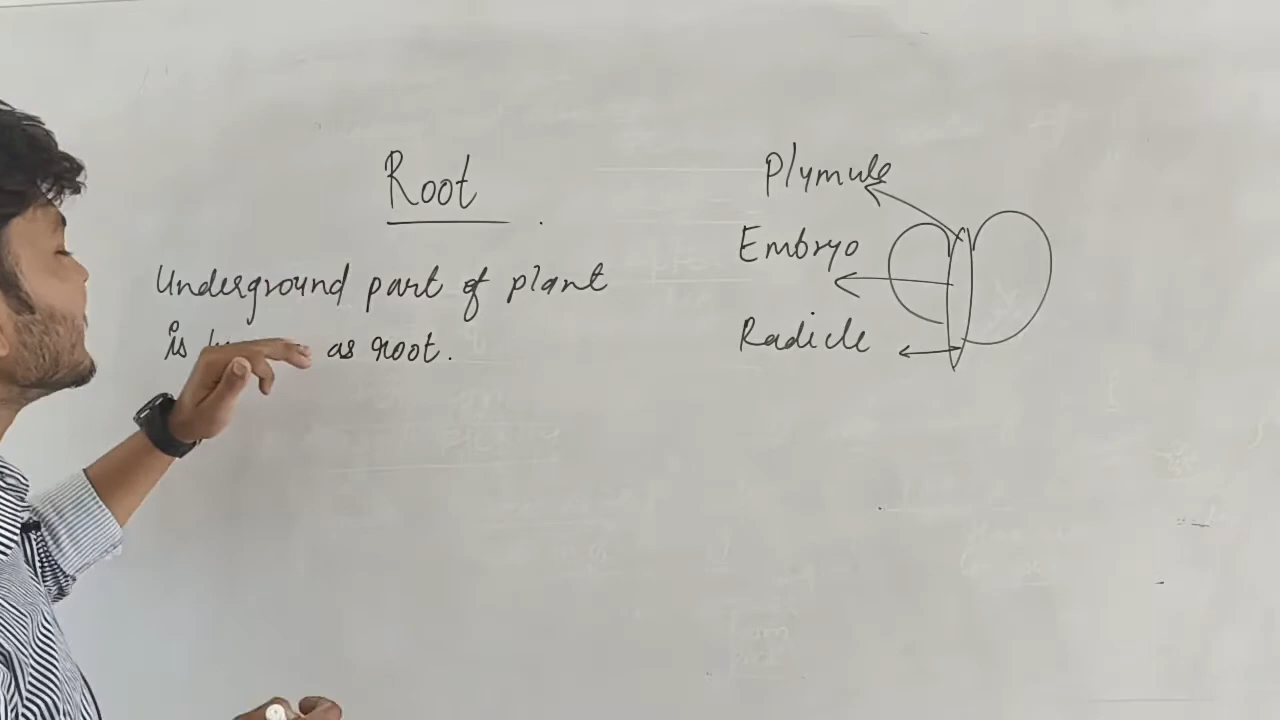 Root
Underground part of plant
is as root.
Plymule
Embryo
Radicle